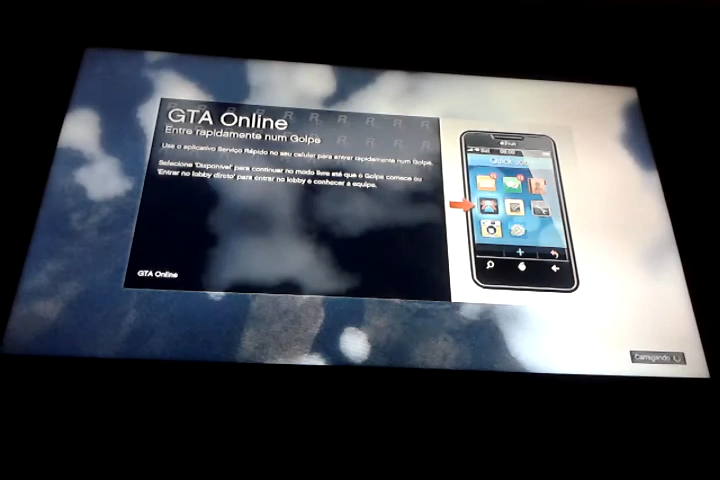 GTA Online
Entre rapidamente num Golpe
Use o aplicativo Serviço Rápido no seu celular para entrar rapidamente num Golpe.
Selecione 'Disponível' para continuar no modo livre até que o Golpe comece ou
'Entrar no lobby direto' para entrar no lobby e conhecer a equipe.
GTA Online
Quick Job
Carregando